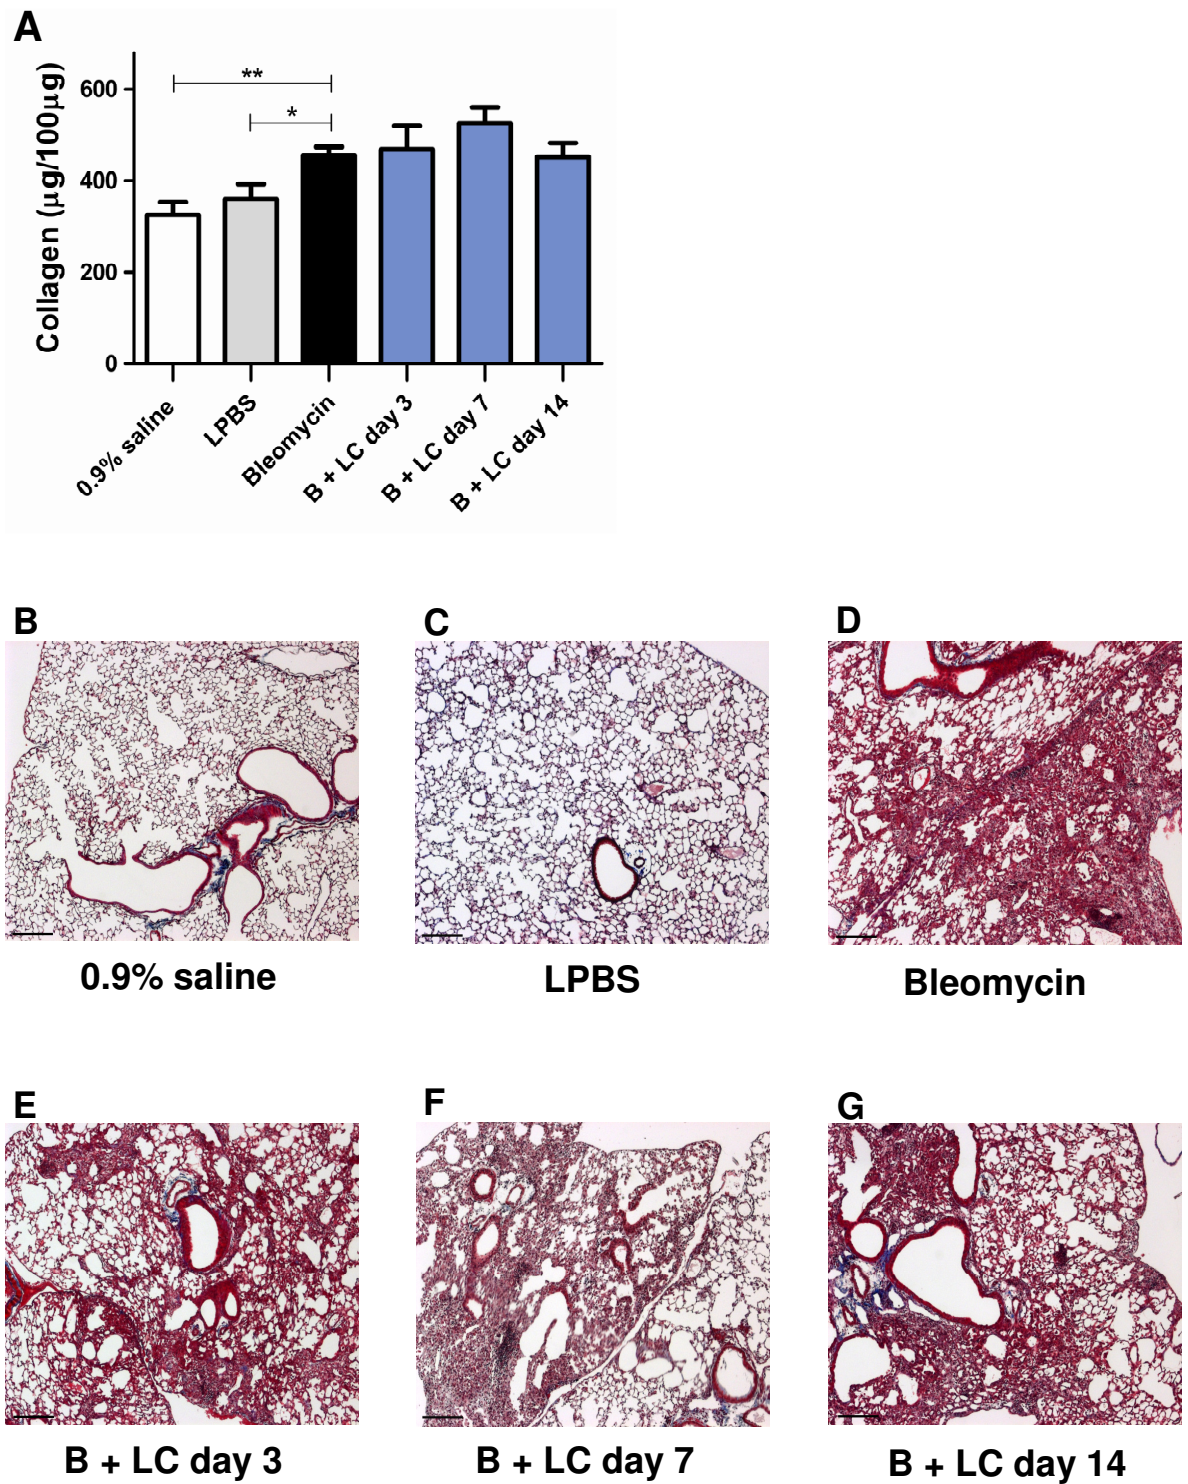 A
Collagen (μg/100μg)
600
400
200
0
**
*
0.9% saline
LPBS
Bleomycin
B + LC day 3
B + LC day 7
B + LC day 14
B
C
D
0.9% saline
LPBS
Bleomycin
E
F
G
B + LC day 3
B + LC day 7
B + LC day 14